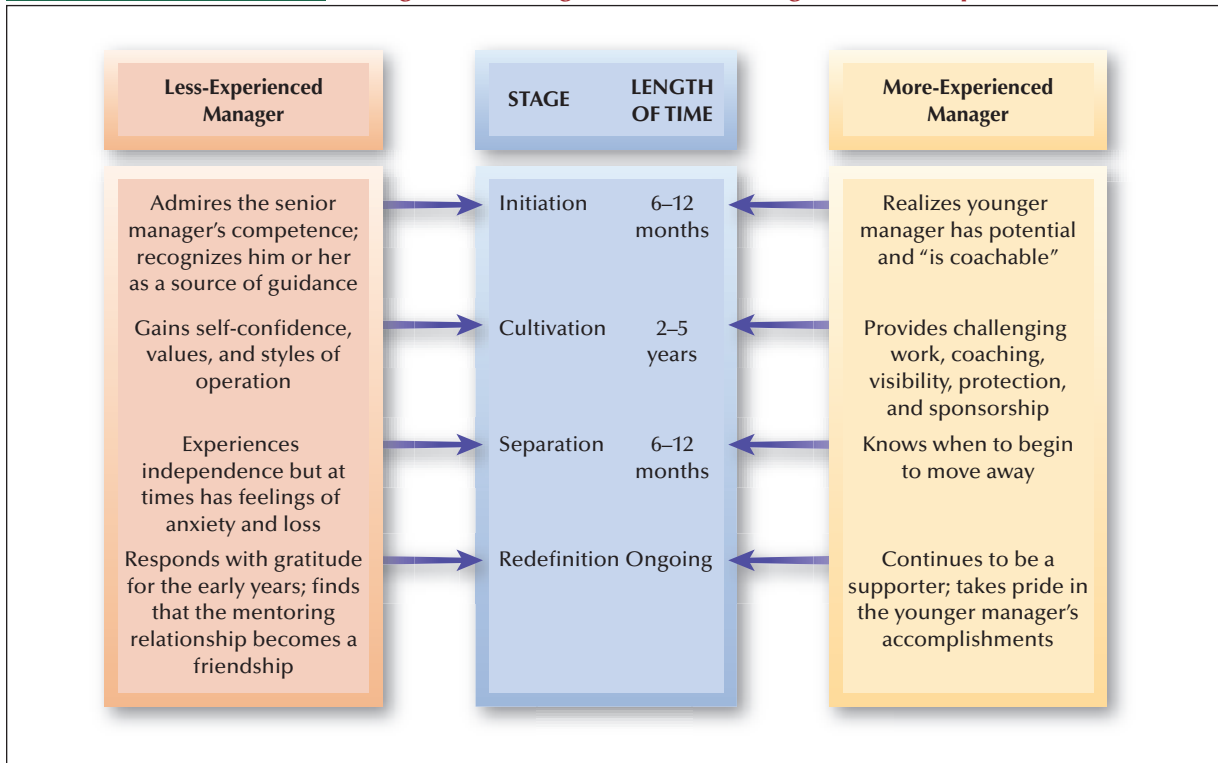 Less-Experienced
Manager
STAGE
LENGTH
OF TIME
More-Experienced
Manager
Admires the senior
manager's competence;
recognizes him or her
as a source of guidance
Initiation
6–12
months
Realizes younger
manager has potential
and “is coachable”
Gains self-confidence,
values, and styles of
operation
Cultivation
2–5
years
Provides challenging
work, coaching,
visibility, protection,
and sponsorship
Experiences
independence but at
times has feelings of
anxiety and loss
Separation
6–12
months
Knows when to begin
to move away
Responds with gratitude
for the early years; finds
that the mentoring
relationship becomes a
friendship
Redefinition Ongoing
Continues to be a
supporter; takes pride in
the younger manager's
accomplishments